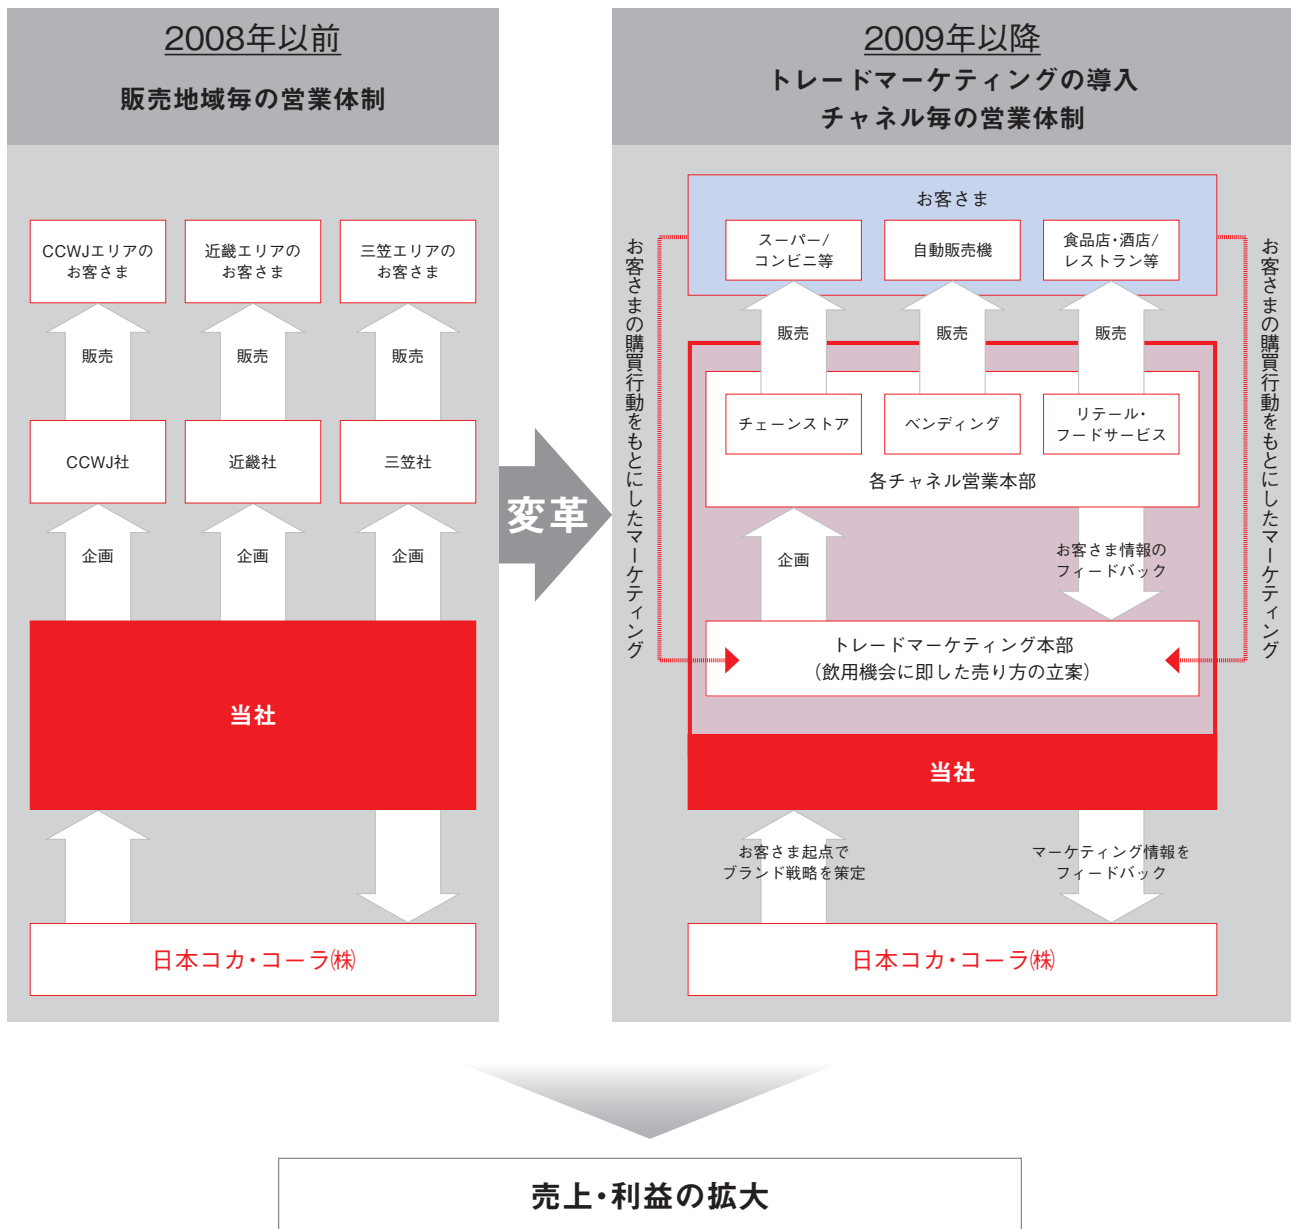 2008年以前
販売地域毎の営業体制
CCWJエリアの
お客さま
近畿エリアの
お客さま
三笠エリアの
お客さま
販売
販売
販売
CCWJ社
近畿社
三笠社
企画
企画
企画
当社
日本コカ・コーラ㈱
変革
2009年以降
トレードマーケティングの導入
チャネル毎の営業体制
お客さま
スーパー/
コンビニ等
自動販売機
食品店・酒店/
レストラン等
販売
販売
販売
チェーンストア
ベンディング
リテール・
フードサービス
各チャネル営業本部
企画
お客さま情報の
フィードバック
トレードマーケティング本部
（飲用機会に即した売り方の立案）
お客さまの購買行動をもとにしたマーケティング
お客さまの購買行動をもとにしたマーケティング
当社
お客さま起点で
ブランド戦略を策定
マーケティング情報を
フィードバック
日本コカ・コーラ㈱
売上・利益の拡大